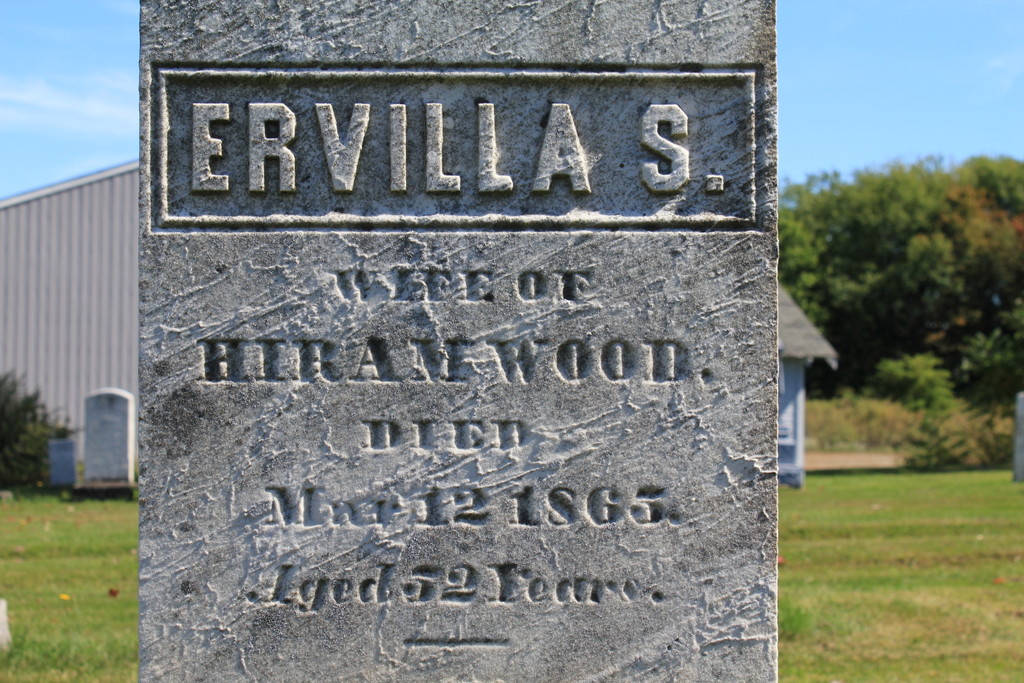 ERVILLA S.
WIFE OF
HIRAM WOOD.
DIED
Mar 12 1865.
Aged 52 Years.